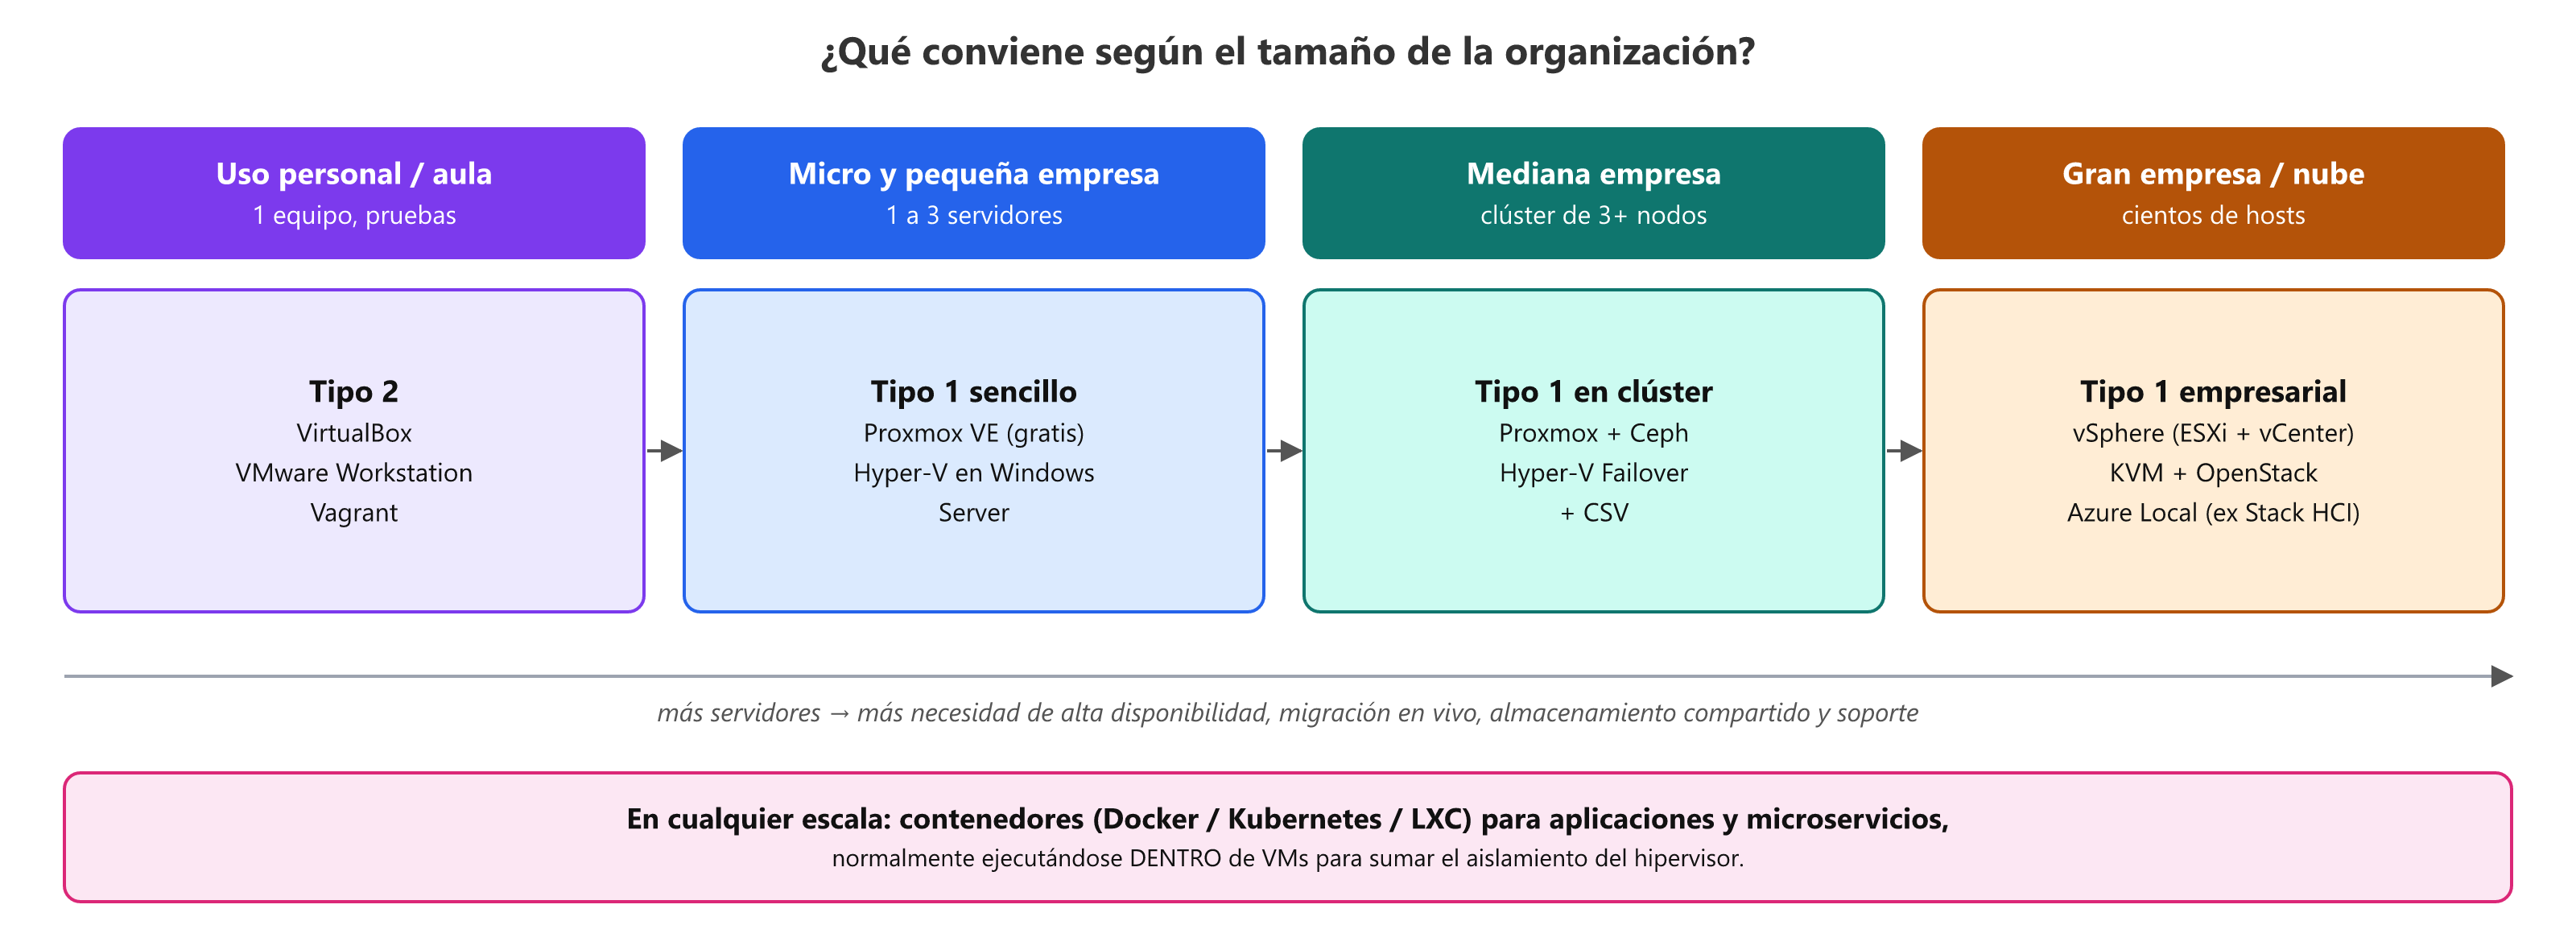 ¿Qué conviene según el tamaño de la organización?
Uso personal / aula
1 equipo, pruebas
Micro y pequeña empresa
1 a 3 servidores
Mediana empresa
clúster de 3+ nodos
Gran empresa / nube
cientos de hosts
Tipo 2
VirtualBox
VMware Workstation
Vagrant
Tipo 1 sencillo
Proxmox VE (gratis)
Hyper-V en Windows
Server
Tipo 1 en clúster
Proxmox + Ceph
Hyper-V Failover
+ CSV
Tipo 1 empresarial
vSphere (ESXi + vCenter)
KVM + OpenStack
Azure Local (ex Stack HCI)
más servidores → más necesidad de alta disponibilidad, migración en vivo, almacenamiento compartido y soporte
En cualquier escala: contenedores (Docker / Kubernetes / LXC) para aplicaciones y microservicios,
normalmente ejecutándose DENTRO de VMs para sumar el aislamiento del hipervisor.